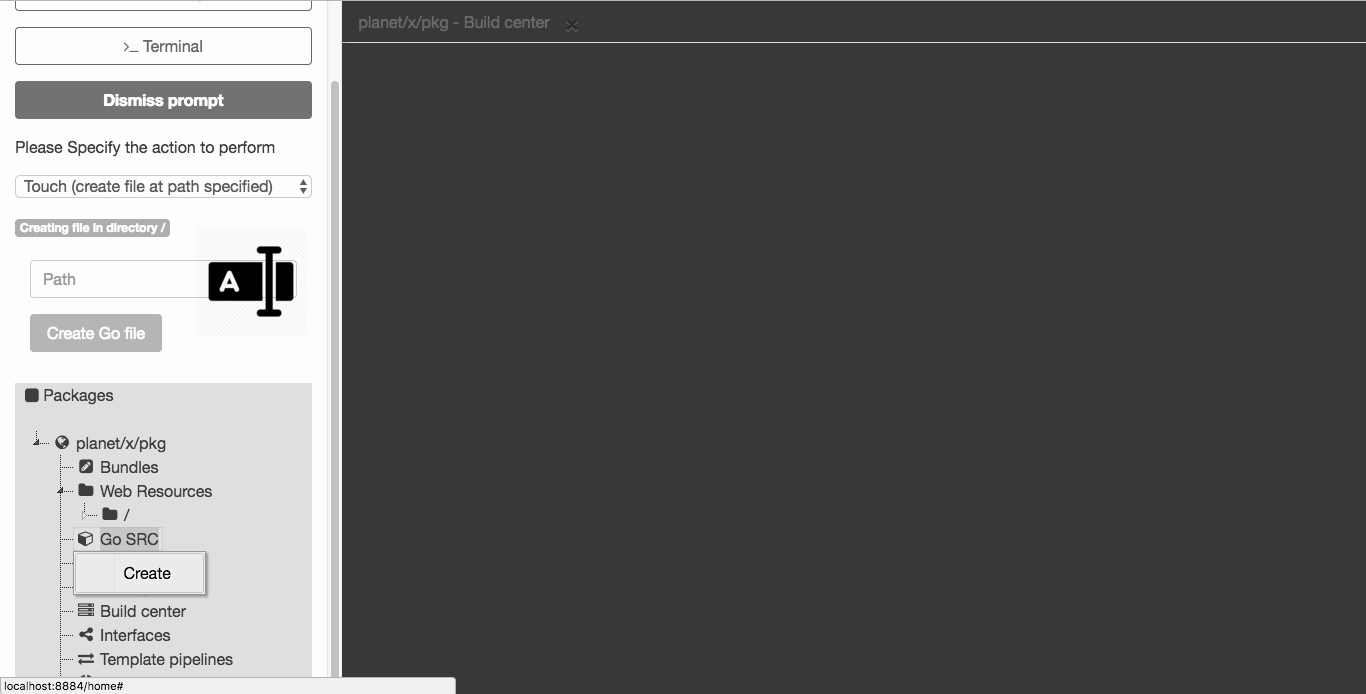 >_ Terminal
planet/x/pkg - Build center
Dismiss prompt
Please Specify the action to perform
Touch (create file at path specified)
Creating file in directory /
Path
A
Create Go file
Packages
planet/x/pkg
Bundles
Web Resources
/
Go SRC
Create
Build center
Interfaces
Template pipelines
localhost:8884/home#